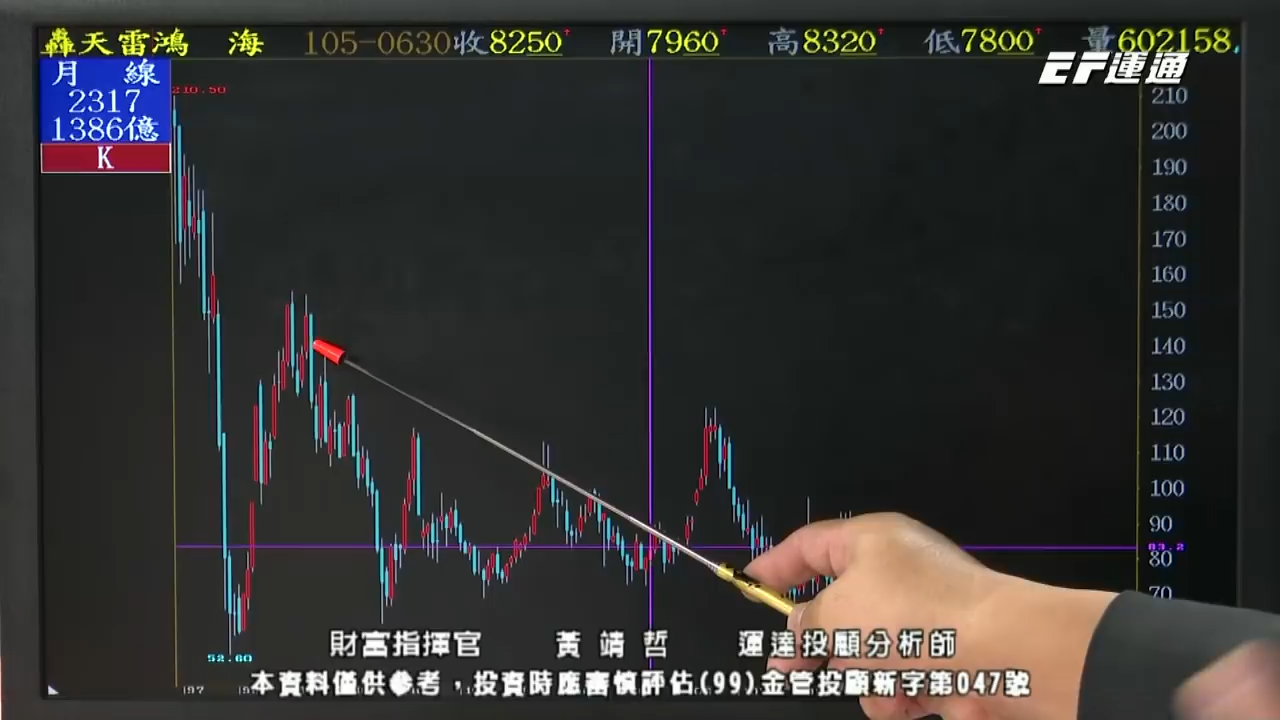 轟天雷鴻 海 105-0630收8250 開7960 高8320 低7800 量602158
EF運通
月 線
2317
1386億
K
210.50
210
200
190
180
170
160
150
140
130
120
110
100
90
83.2
80
70
52.60
財富指揮官 黃靖哲 運達投顧分析師
本資料僅供參考，投資時應審慎評估(99)金管投顧新字第047號